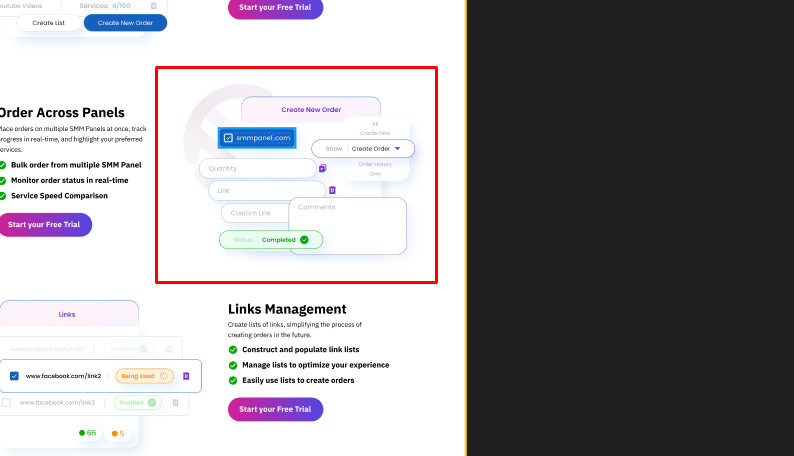 outube Videos
Services: 6/100
Create List
Create New Order
Start your Free Trial
Order Across Panels
Place orders on multiple SMM Panels at once, track
progress in real-time, and highlight your preferred
services.
Bulk order from multiple SMM Panel
Monitor order status in real-time
Service Speed Comparison
Start your Free Trial
Create New Order
smmpanel.com
All
Create New
Show: Create Order
Order History
Only
Quantity
Link
Custom Link
Comments
Status: Completed
Links
www.facebook.com/link1 Enabled
www.facebook.com/link2 Being Used
www.facebook.com/link3 Enabled
66
5
Links Management
Create lists of links, simplifying the process of
creating orders in the future.
Construct and populate link lists
Manage lists to optimize your experience
Easily use lists to create orders
Start your Free Trial